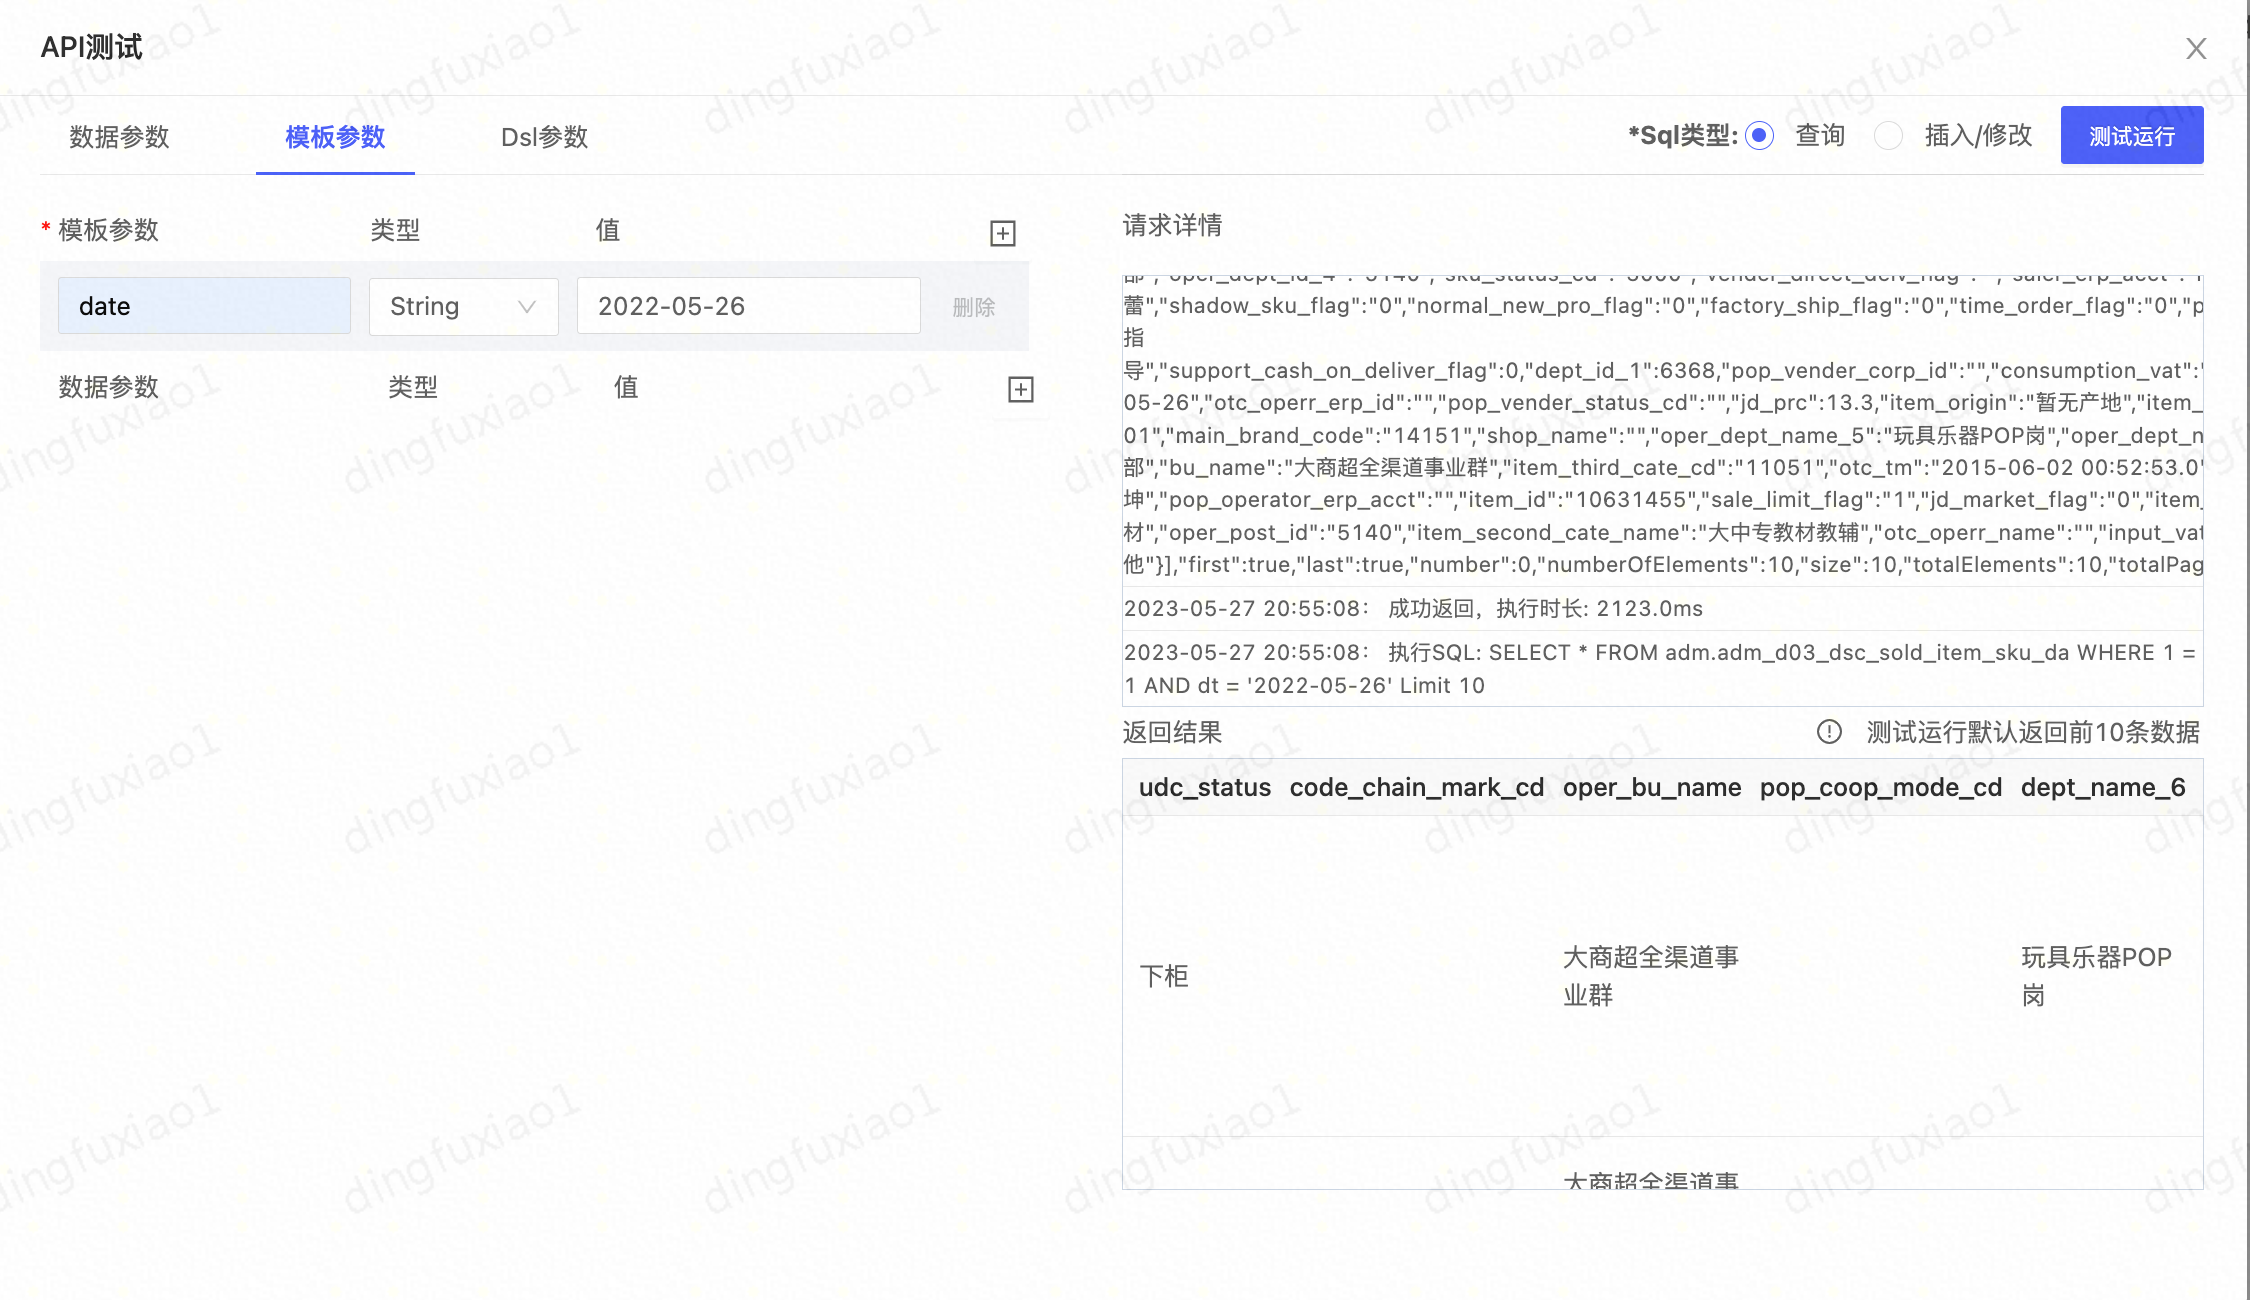 API测试
数据参数 模板参数 Dsl参数 *Sql类型: 查询 插入/修改 测试运行
* 模板参数 类型 值
date String 2022-05-26 删除
数据参数 类型 值
请求详情
蕾","shadow_sku_flag":"0","normal_new_pro_flag":"0","factory_ship_flag":"0","time_order_flag":"0","p
指
导","support_cash_on_deliver_flag":0,"dept_id_1":6368,"pop_vender_corp_id":"","consumption_vat":"
05-26","otc_operr_erp_id":"","pop_vender_status_cd":"","jd_prc":13.3,"item_origin":"暂无产地","item_
01","main_brand_code":"14151","shop_name":"","oper_dept_name_5":"玩具乐器POP岗","oper_dept_n
部","bu_name":"大商超全渠道事业群","item_third_cate_cd":"11051","otc_tm":"2015-06-02 00:52:53.0"
坤","pop_operator_erp_acct":"","item_id":"10631455","sale_limit_flag":"1","jd_market_flag":"0","item_
材","oper_post_id":"5140","item_second_cate_name":"大中专教材教辅","otc_operr_name":"","input_vat
他"}],"first":true,"last":true,"number":0,"numberOfElements":10,"size":10,"totalElements":10,"totalPag
2023-05-27 20:55:08： 成功返回，执行时长: 2123.0ms
2023-05-27 20:55:08： 执行SQL: SELECT * FROM adm.adm_d03_dsc_sold_item_sku_da WHERE 1 =
1 AND dt = '2022-05-26' Limit 10
返回结果 测试运行默认返回前10条数据
udc_status code_chain_mark_cd oper_bu_name pop_coop_mode_cd dept_name_6
下柜 大商超全渠道事 玩具乐器POP
业群 岗
大商超全渠道事
dingfuxiao1